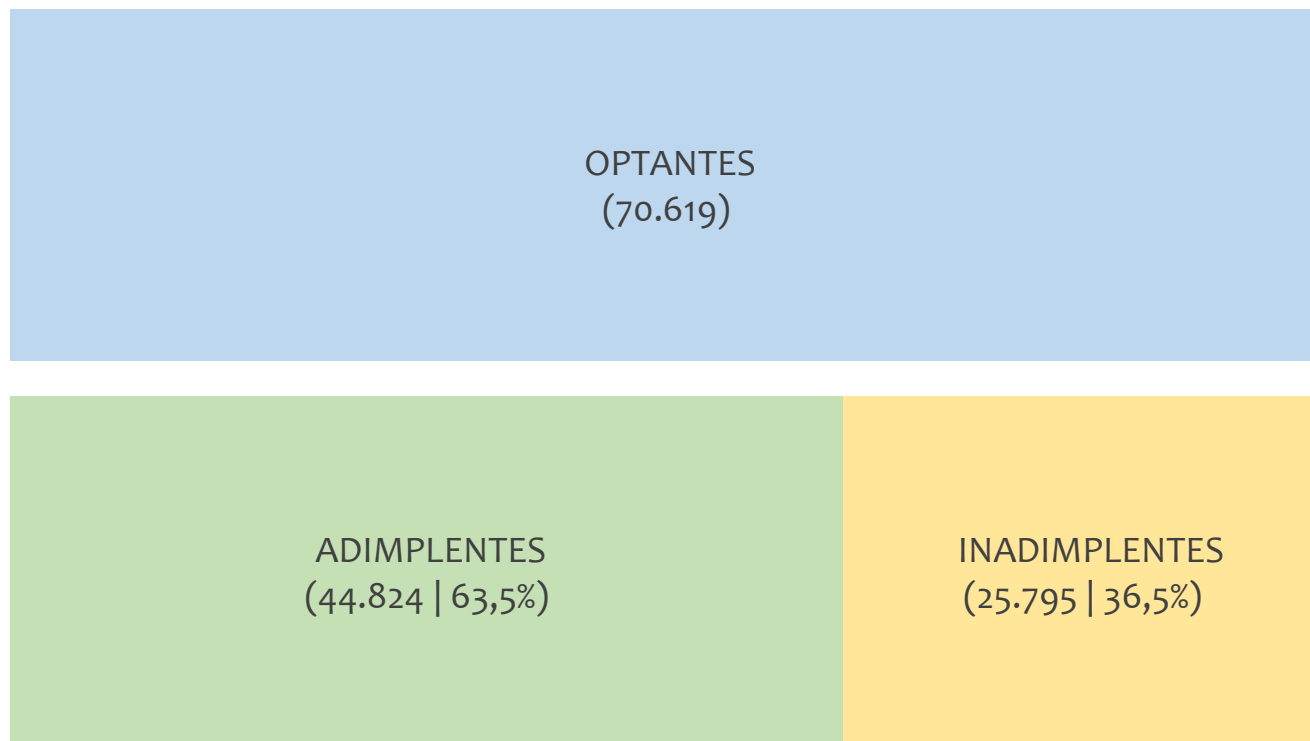 OPTANTES
(70.619)
ADIMPLENTES
(44.824 | 63,5%)
INADIMPLENTES
(25.795 | 36,5%)